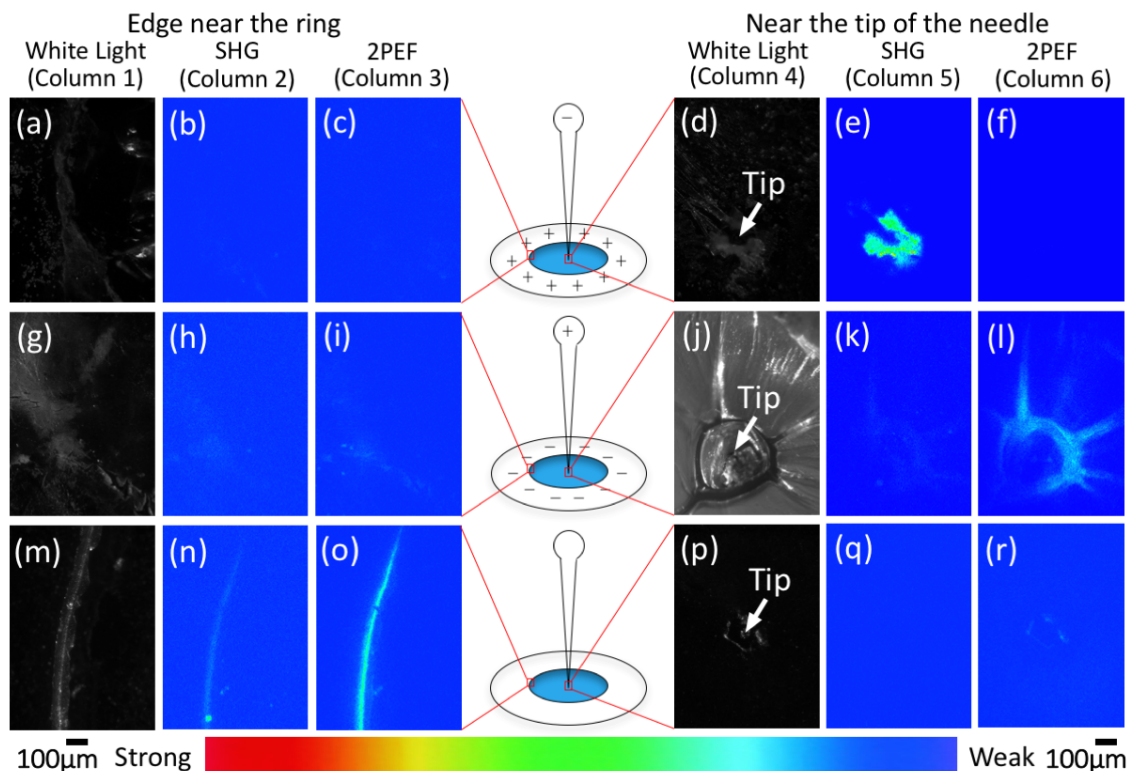 Edge near the ring
Near the tip of the needle
White Light
(Column 1)
SHG
(Column 2)
2PEF
(Column 3)
White Light
(Column 4)
SHG
(Column 5)
2PEF
(Column 6)
(a)
(b)
(c)
−
+ + + + + + + + + +
(d)
Tip
(e)
(f)
(g)
(h)
(i)
+
− − − − − − − − − −
(j)
Tip
(k)
(l)
(m)
(n)
(o)
(p)
Tip
(q)
(r)
100μm
Strong
Weak
100μm